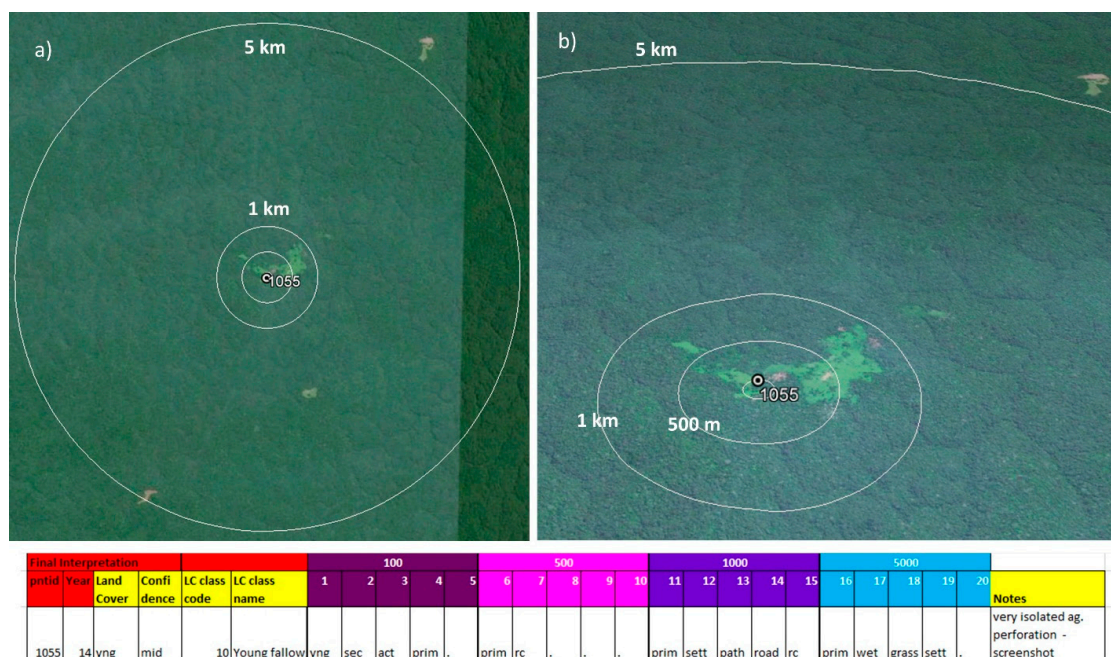 a)
5 km
1 km
1055
b)
5 km
1055
1 km
500 m
Final Interpretation 100 500 1000 5000
pntid Year Land Cover Confi dence LC class code LC class name 1 2 3 4 5 6 7 8 9 10 11 12 13 14 15 16 17 18 19 20 Notes
1055 14 yng mid 10 Young fallow yng sec act prim . prim rc . . . prim sett path road rc prim wet grass sett . very isolated ag. perforation - screenshot